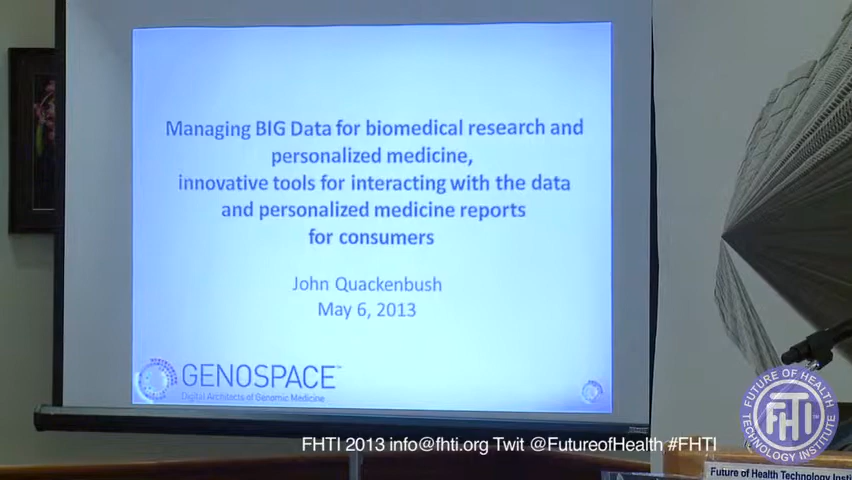 Managing BIG Data for biomedical research and
personalized medicine,
innovative tools for interacting with the data
and personalized medicine reports
for consumers
John Quackenbush
May 6, 2013
GENOSPACE™
Digital Architects of Genomic Medicine
FHTI 2013 info@fhti.org Twit @FutureofHealth #FHTI
FUTURE OF HEALTH
FHTI
TECHNOLOGY INSTITUTE
Future of Health Technology Insti